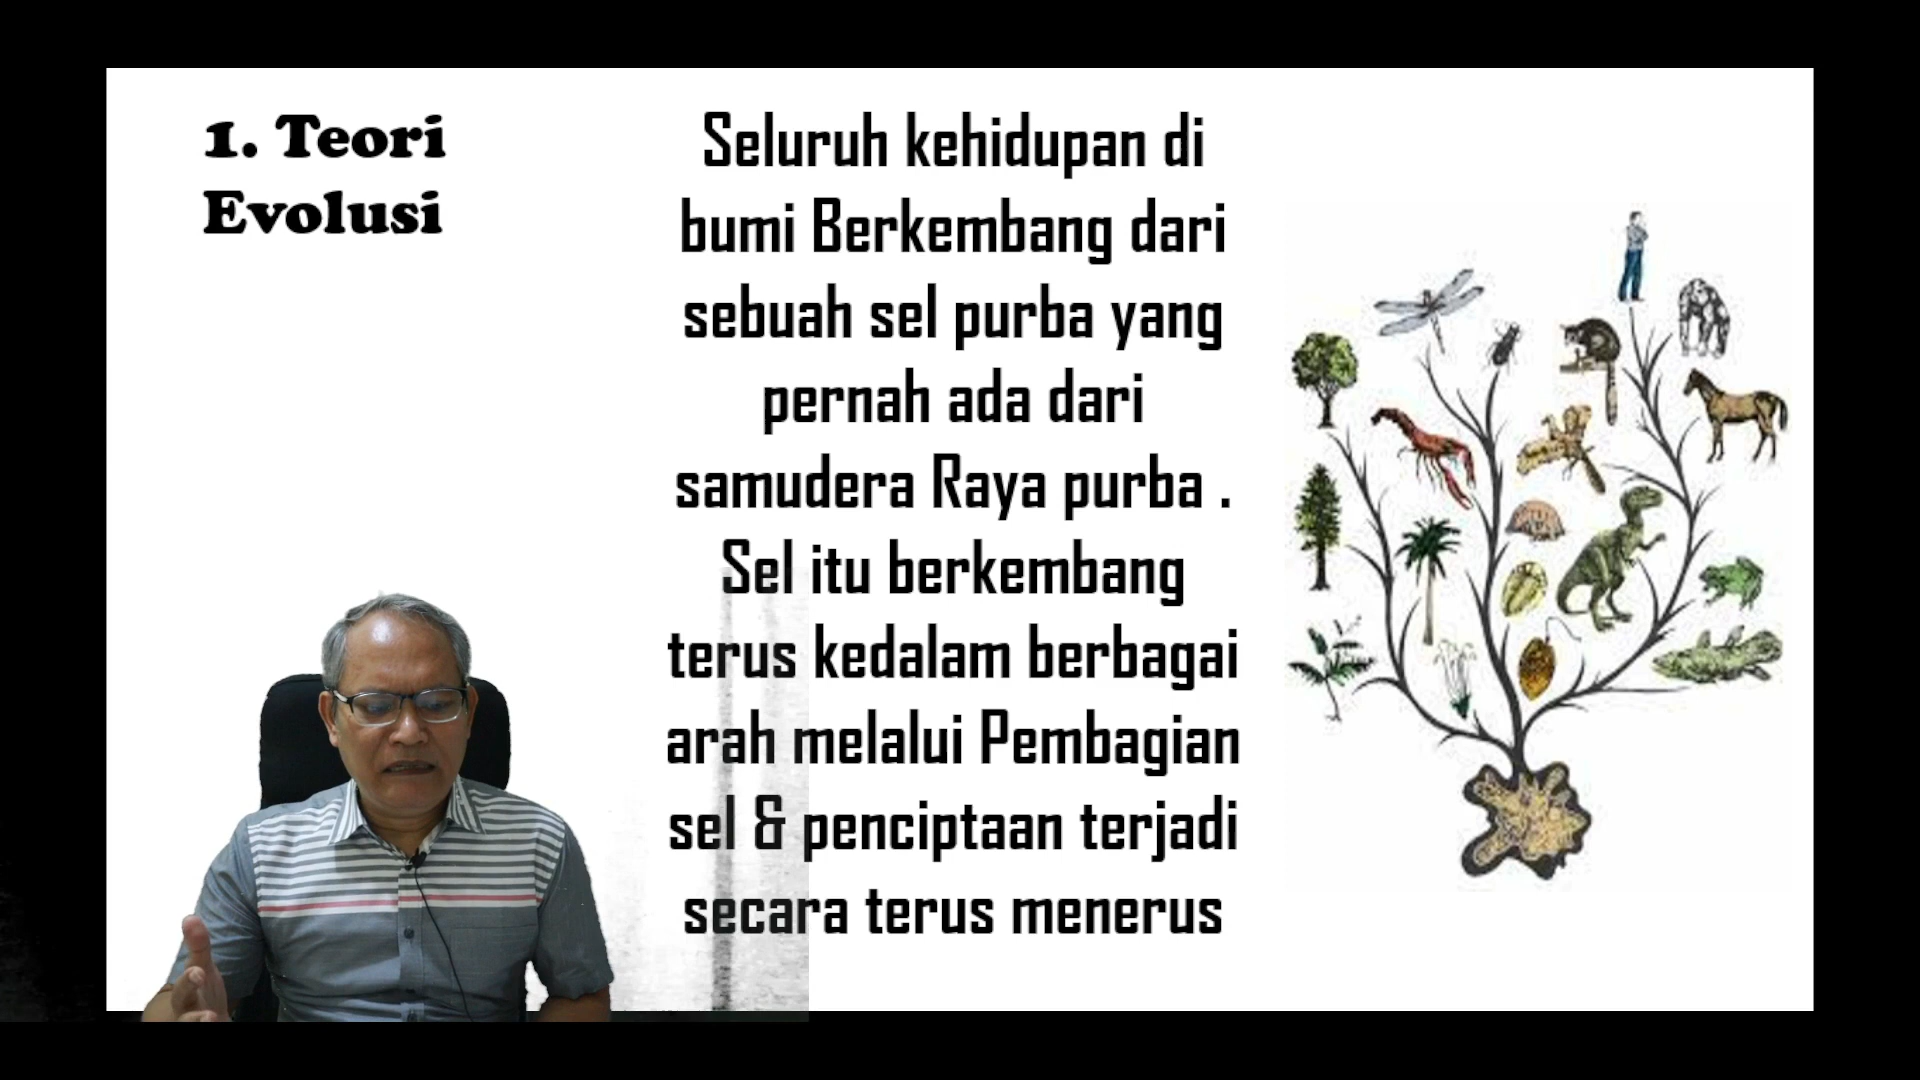 1. Teori
Evolusi
Seluruh kehidupan di
bumi Berkembang dari
sebuah sel purba yang
pernah ada dari
samudera Raya purba .
Sel itu berkembang
terus kedalam berbagai
arah melalui Pembagian
sel & penciptaan terjadi
secara terus menerus